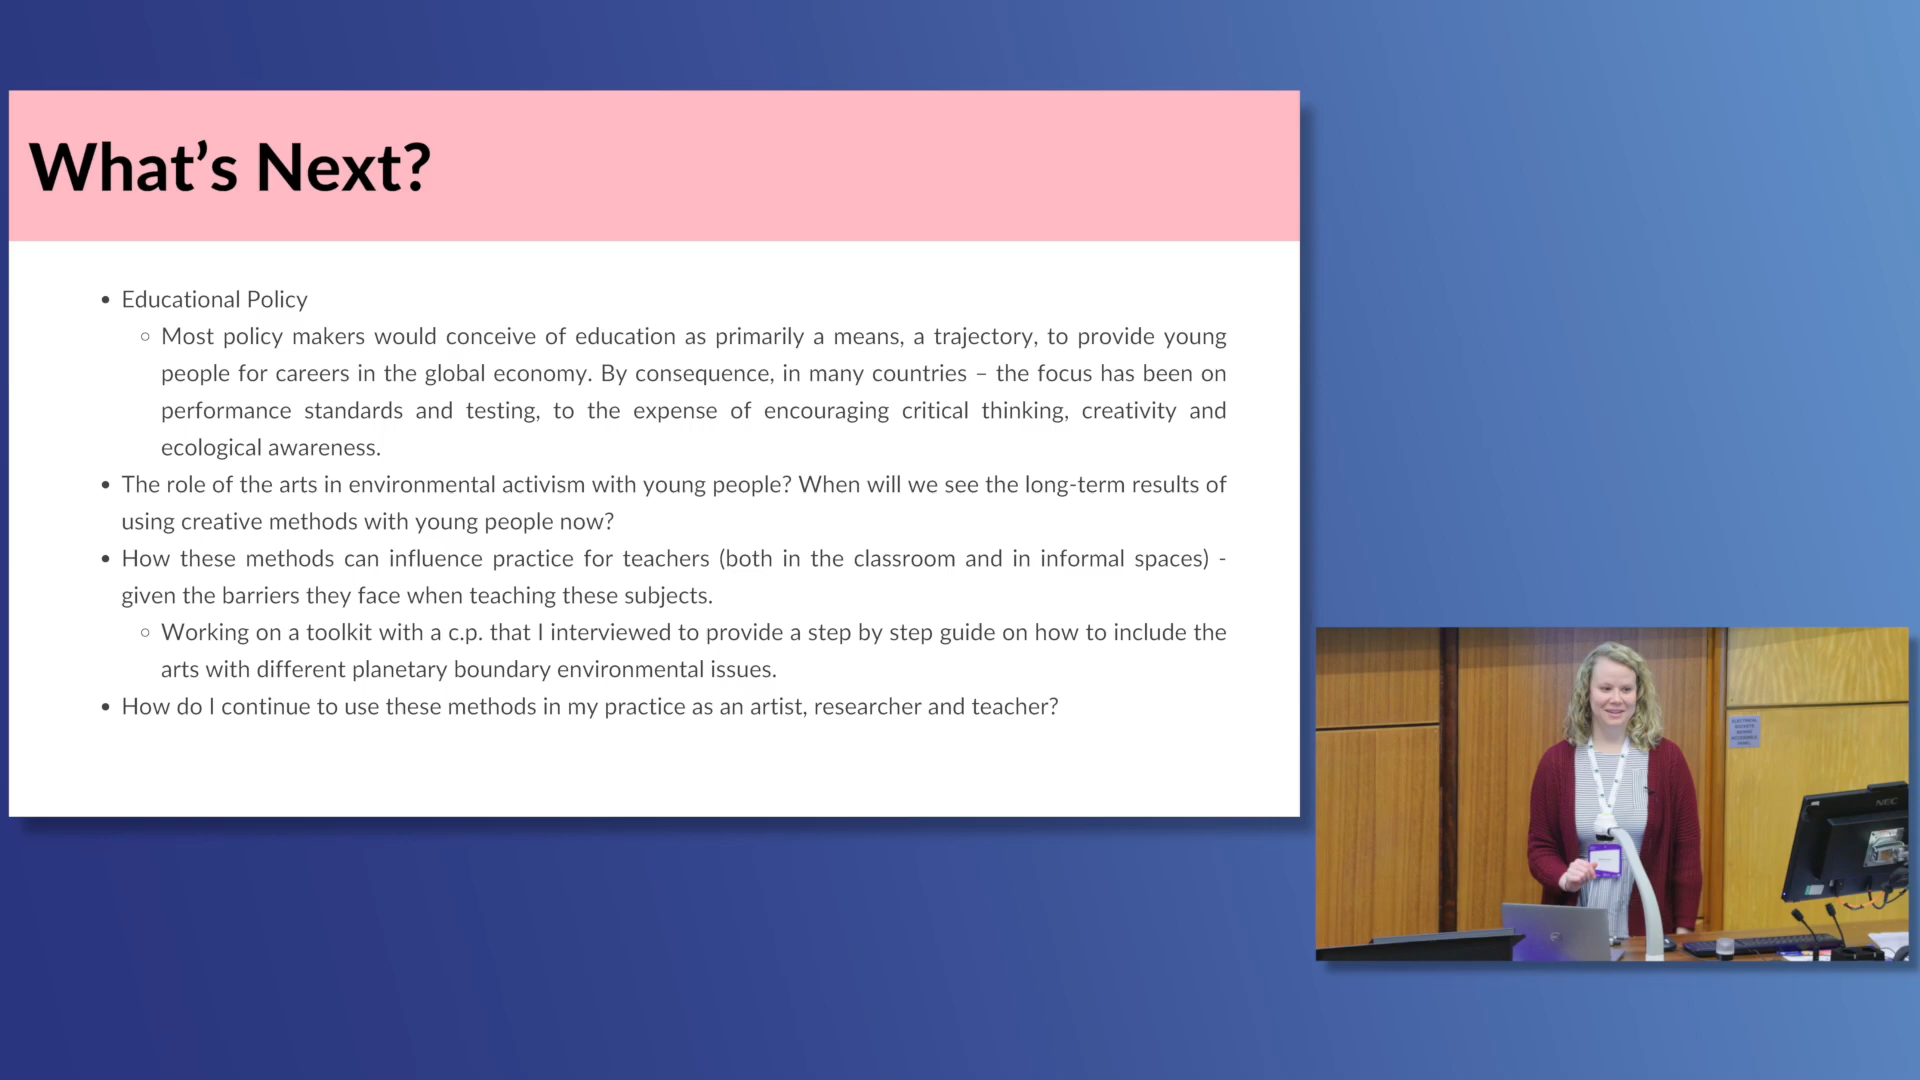 What’s Next?
• Educational Policy
◦ Most policy makers would conceive of education as primarily a means, a trajectory, to provide young
people for careers in the global economy. By consequence, in many countries – the focus has been on
performance standards and testing, to the expense of encouraging critical thinking, creativity and
ecological awareness.
• The role of the arts in environmental activism with young people? When will we see the long-term results of
using creative methods with young people now?
• How these methods can influence practice for teachers (both in the classroom and in informal spaces) -
given the barriers they face when teaching these subjects.
◦ Working on a toolkit with a c.p. that I interviewed to provide a step by step guide on how to include the
arts with different planetary boundary environmental issues.
• How do I continue to use these methods in my practice as an artist, researcher and teacher?
NEC